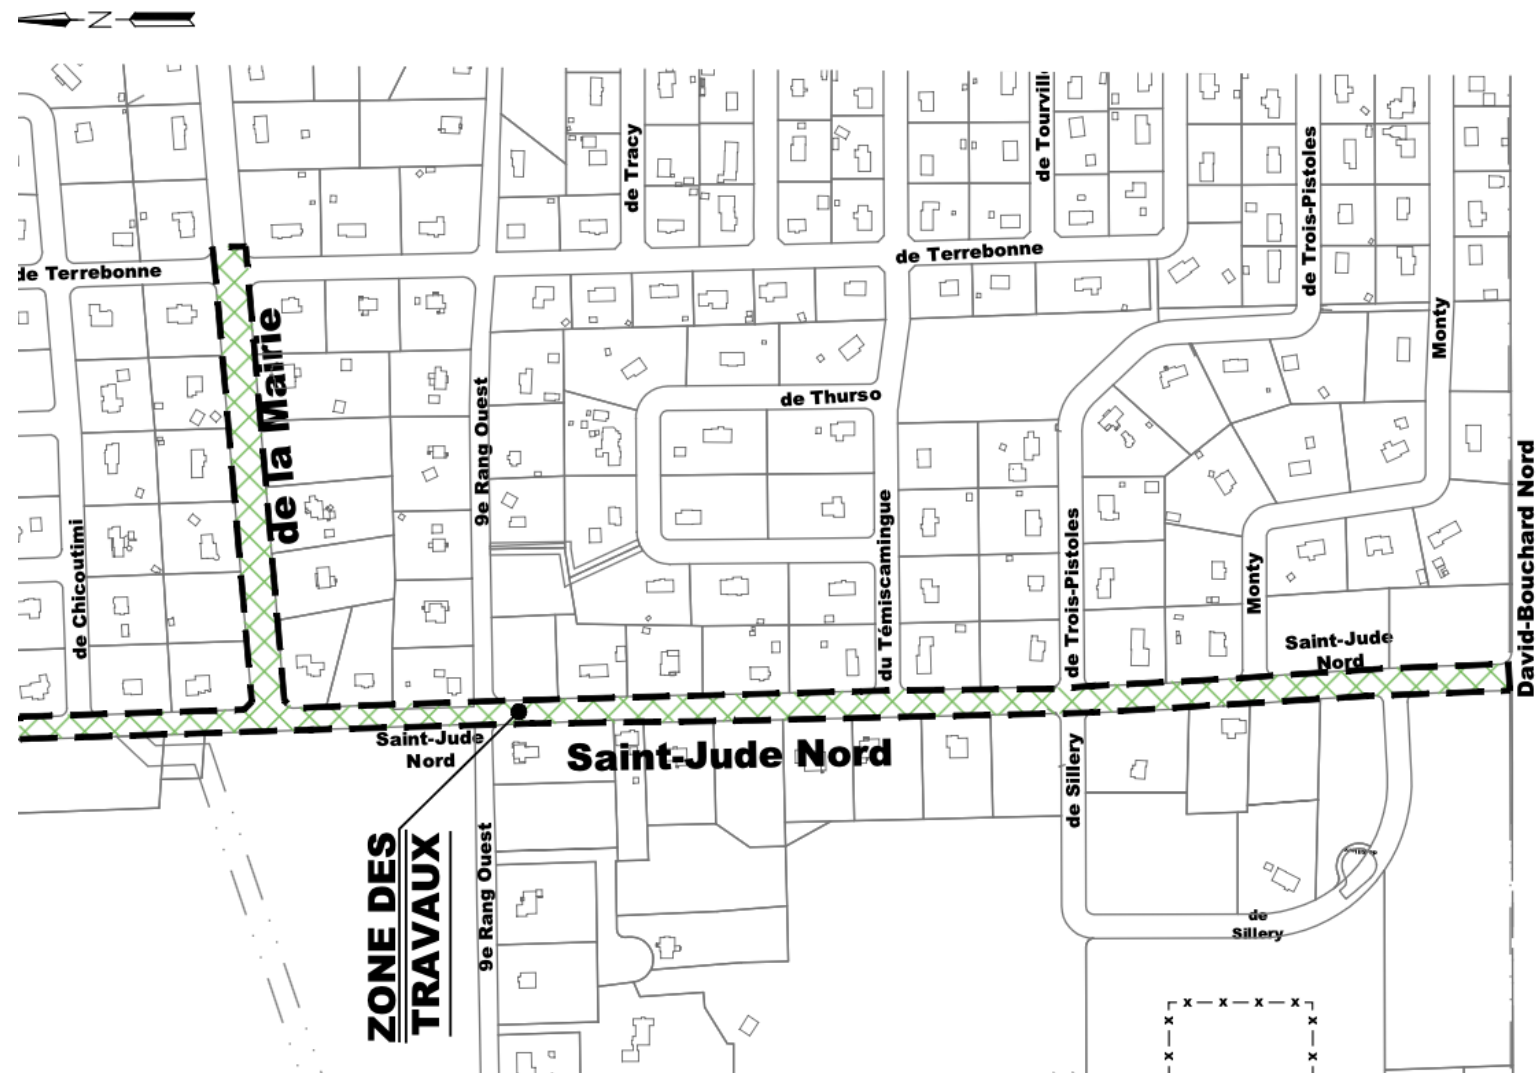 N
de Tracy
de Tourvill
de Trois-Pistoles
de Terrebonne
de Terrebonne
de la Mairie
Monty
9e Rang Ouest
de Thurso
de Chicoutimi
du Témiscamingue
de Trois-Pistoles
Monty
David-Bouchard Nord
Saint-Jude
Nord
Saint-Jude
Nord
Saint-Jude Nord
de Sillery
ZONE DES
TRAVAUX
9e Rang Ouest
de
Sillery
x x x x
x x
x x